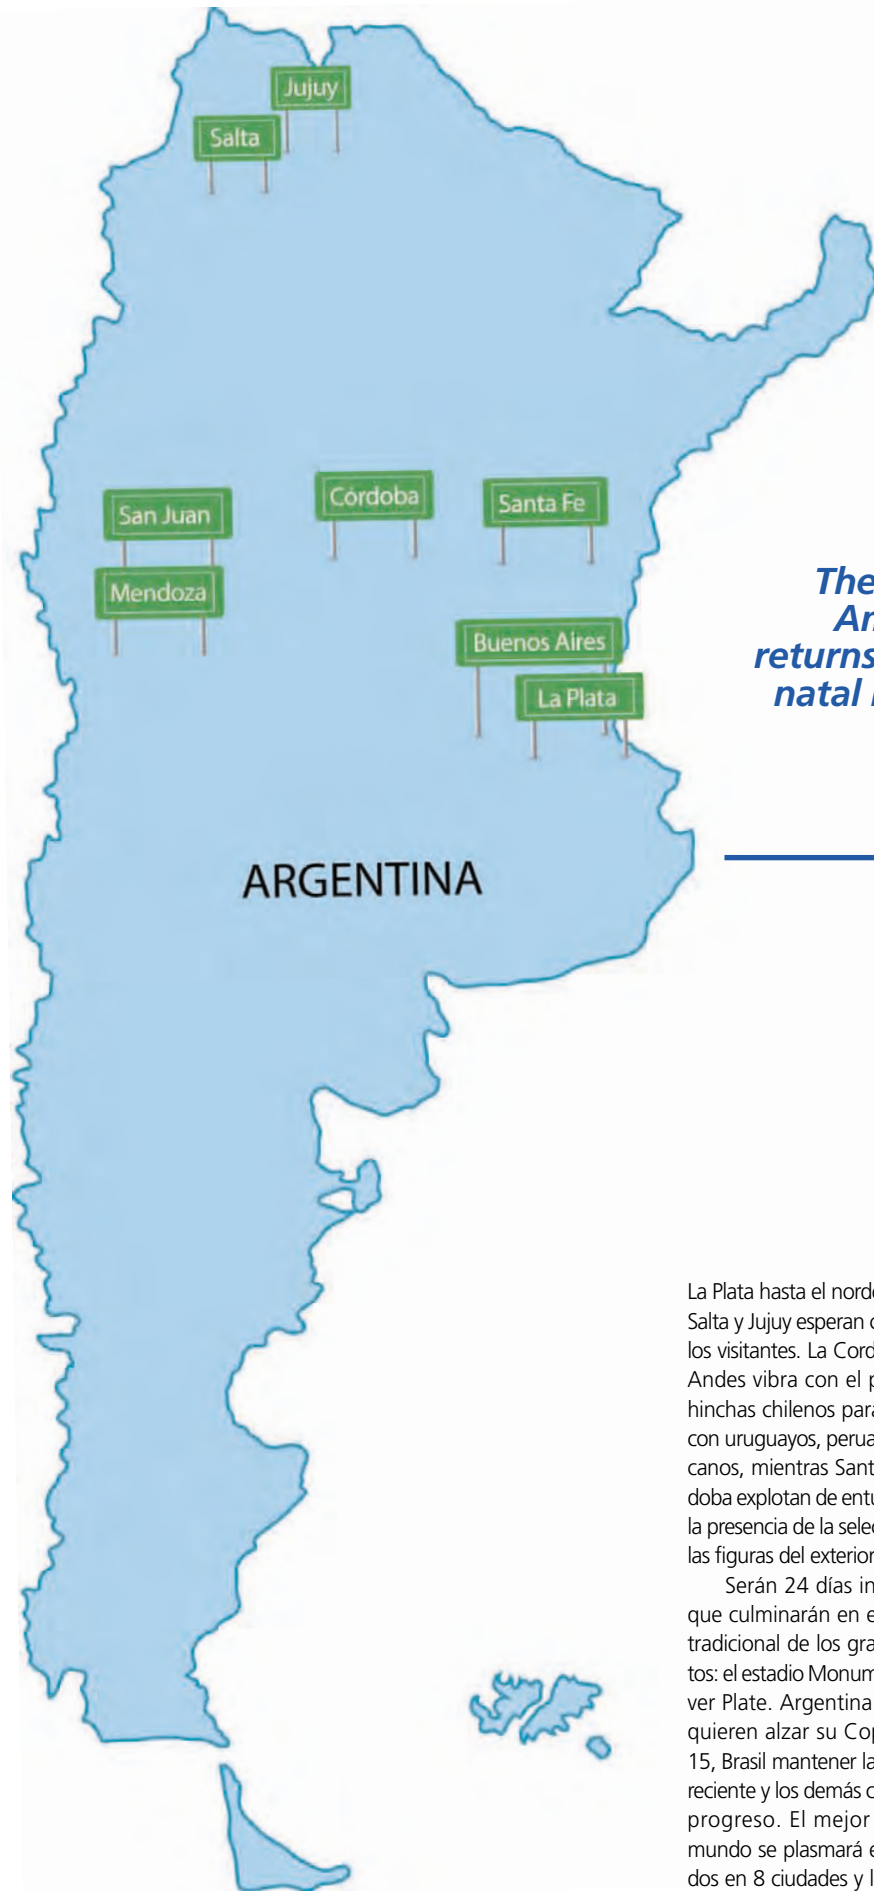 Jujuy
Salta
San Juan
Córdoba
Santa Fe
Mendoza
Buenos Aires
La Plata
The
An
returns
natal
ARGENTINA
La Plata hasta el nord
Salta y Jujuy esperan
los visitantes. La Cord
Andes vibra con el
hinchas chilenos para
con uruguayos, perua
canos, mientras Sant
doba explotan de entu
la presencia de la selec
las figuras del exterior
Serán 24 días in
que culminarán en e
tradicional de los gra
tos: el estadio Monum
ver Plate. Argentina
quieren alzar su Cop
15, Brasil mantener la
reciente y los demás
progreso. El mejor
mundo se plasmará e
dos en 8 ciudades y l